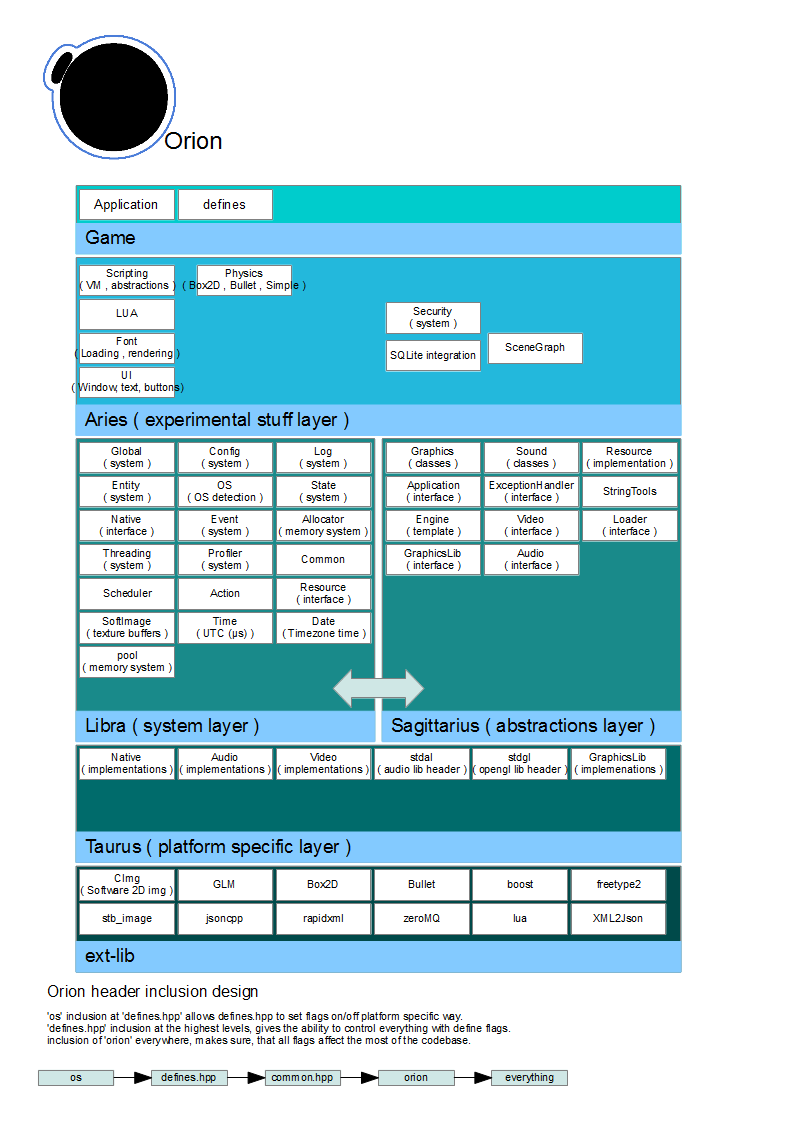 Orion
Application
defines
Game
Scripting
( VM , abstractions )
Physics
( Box2D , Bullet , Simple )
LUA
Security
( system )
Font
( Loading , rendering )
SQLite integration
SceneGraph
UI
( Window, text, buttons)
Aries ( experimental stuff layer )
Global
( system )
Config
( system )
Log
( system )
Entity
( system )
OS
( OS detection )
State
( system )
Native
( interface )
Event
( system )
Allocator
( memory system )
Threading
( system )
Profiler
( system )
Common
Scheduler
Action
Resource
( interface )
SoftImage
( texture buffers )
Time
( UTC (µs) )
Date
( Timezone time )
pool
( memory system )
Libra ( system layer )
Graphics
( classes )
Sound
( classes )
Resource
( implementation )
Application
( interface )
ExceptionHandler
( interface )
StringTools
Engine
( template )
Video
( interface )
Loader
( interface )
GraphicsLib
( interface )
Audio
( interface )
Sagittarius ( abstractions layer )
Native
( implementations )
Audio
( implementations )
Video
( implementations )
stdal
( audio lib header )
stdgl
( opengl lib header )
GraphicsLib
( implemenations )
Taurus ( platform specific layer )
CImg
( Software 2D img )
GLM
Box2D
Bullet
boost
freetype2
stb_image
jsoncpp
rapidxml
zeroMQ
lua
XML2Json
ext-lib
Orion header inclusion design
'os' inclusion at 'defines.hpp' allows defines.hpp to set flags on/off platform specific way.
'defines.hpp' inclusion at the highest levels, gives the ability to control everything with define flags.
inclusion of 'orion' everywhere, makes sure, that all flags affect the most of the codebase.
os
defines.hpp
common.hpp
orion
everything